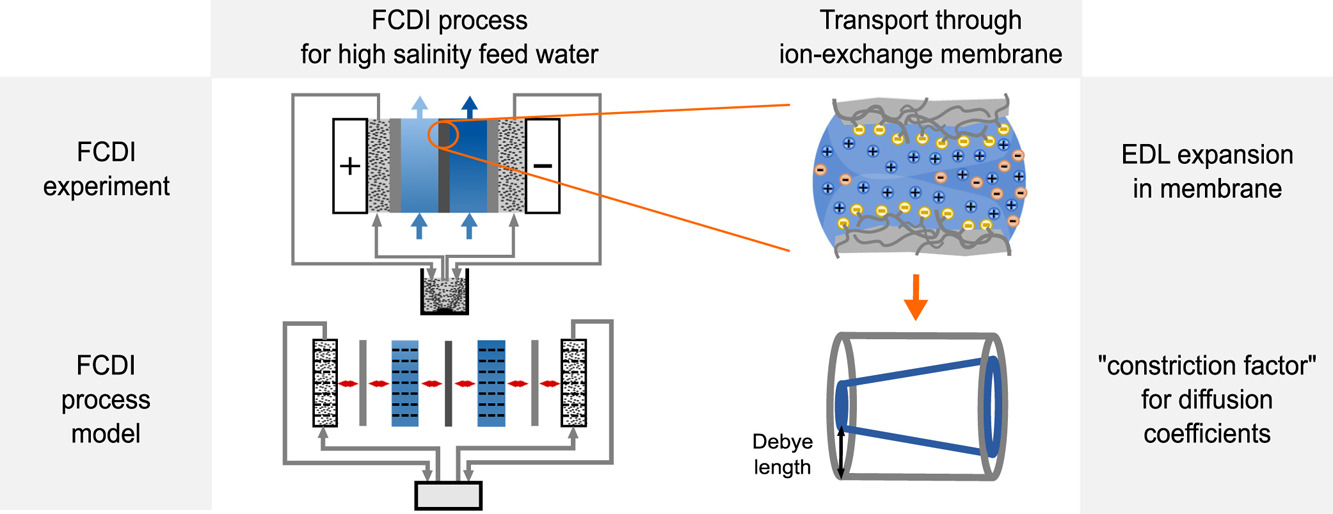 FCDI process
for high salinity feed water
Transport through
ion-exchange membrane
FCDI
experiment
+
−
EDL expansion
in membrane
FCDI
process
model
Debye
length
"constriction factor"
for diffusion
coefficients